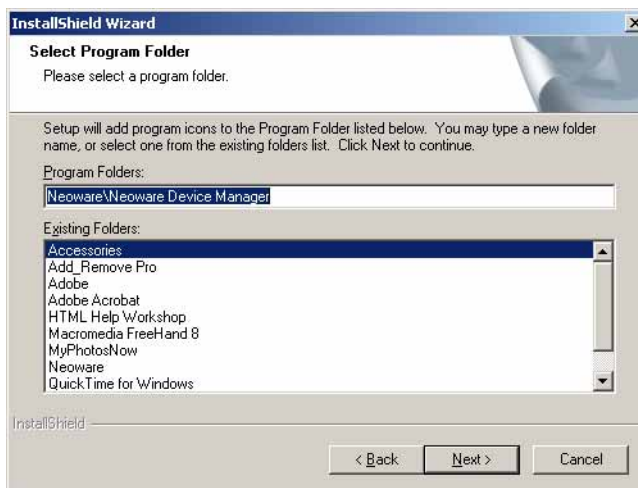 InstallShield Wizard
Select Program Folder
Please select a program folder.
Setup will add program icons to the Program Folder listed below. You may type a new folder
name, or select one from the existing folders list. Click Next to continue.
Program Folders:
Neoware\Neoware Device Manager
Existing Folders:
Accessories
Add_Remove Pro
Adobe
Adobe Acrobat
HTML Help Workshop
Macromedia FreeHand 8
MyPhotosNow
Neoware
QuickTime for Windows
InstallShield
< Back
Next >
Cancel